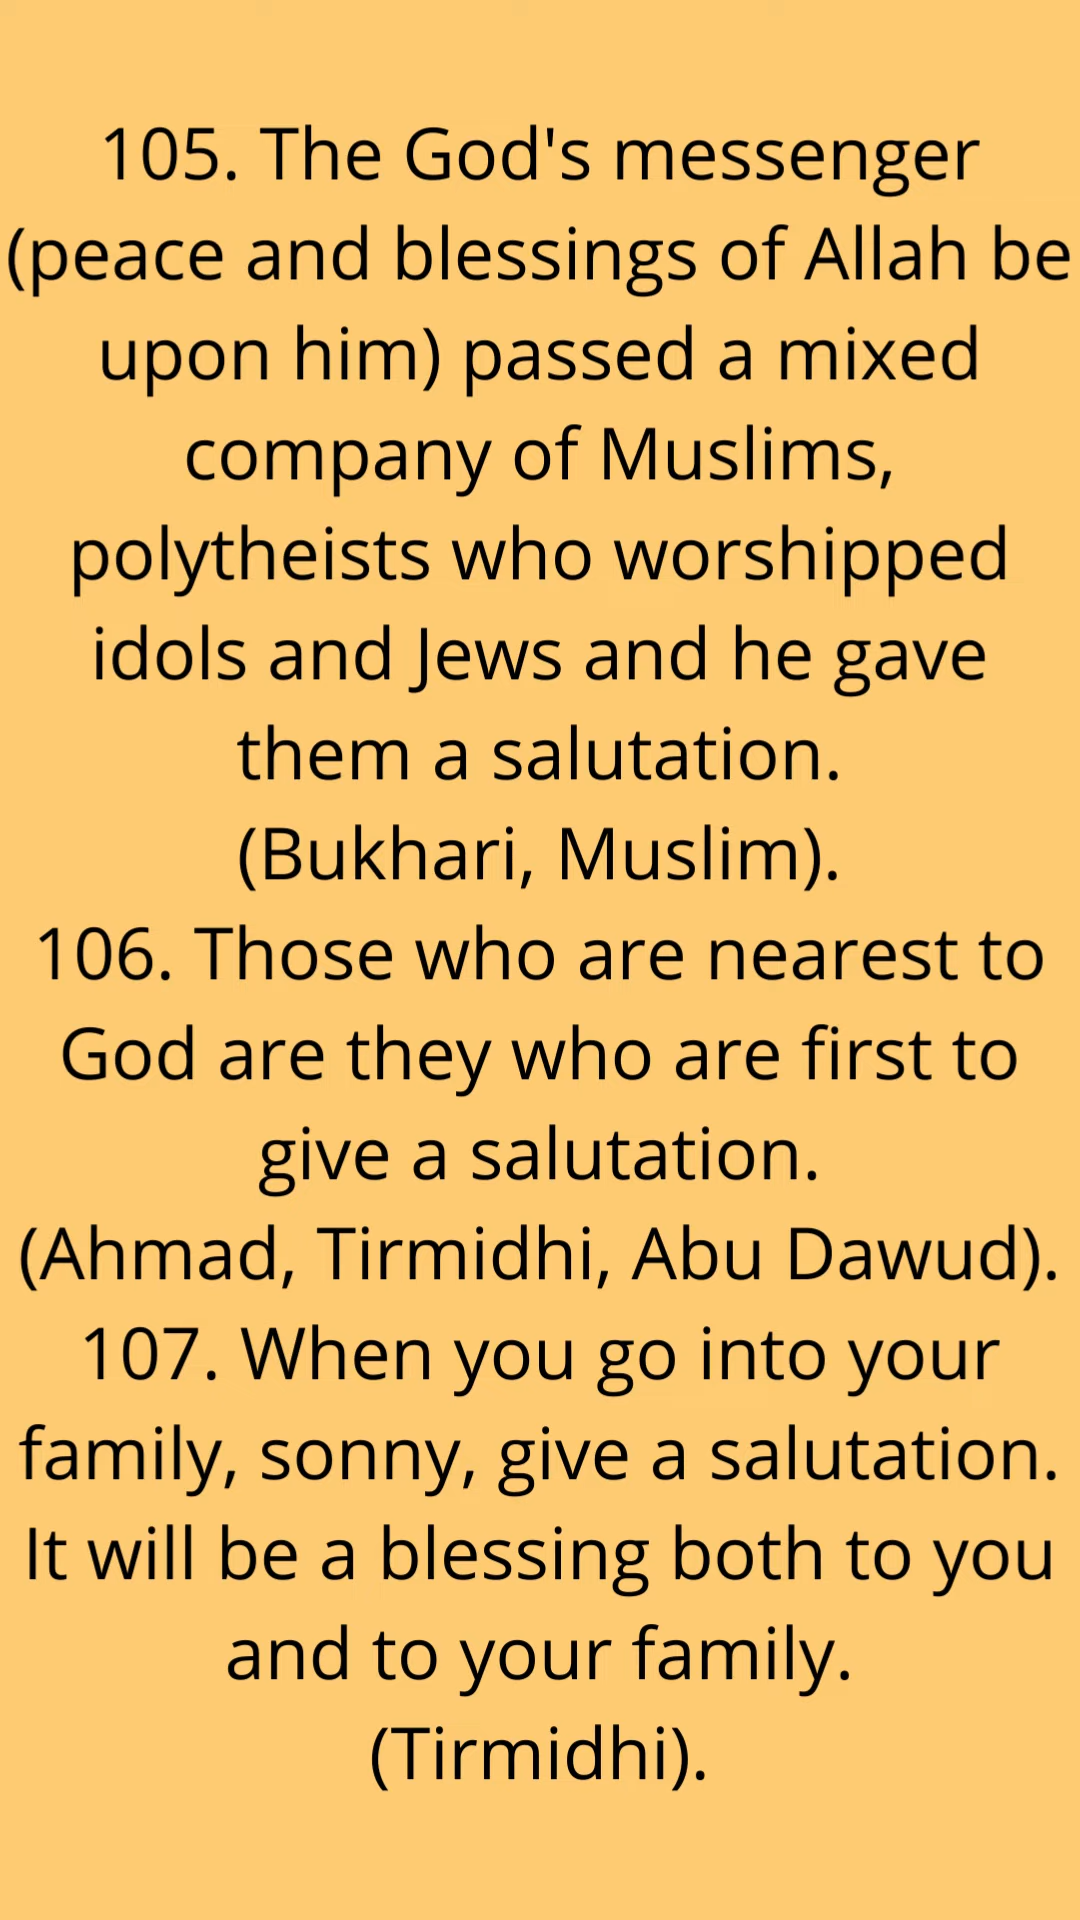 105. The God's messenger
(peace and blessings of Allah be
upon him) passed a mixed
company of Muslims,
polytheists who worshipped
idols and Jews and he gave
them a salutation.
(Bukhari, Muslim).
106. Those who are nearest to
God are they who are first to
give a salutation.
(Ahmad, Tirmidhi, Abu Dawud).
107. When you go into your
family, sonny, give a salutation.
It will be a blessing both to you
and to your family.
(Tirmidhi).